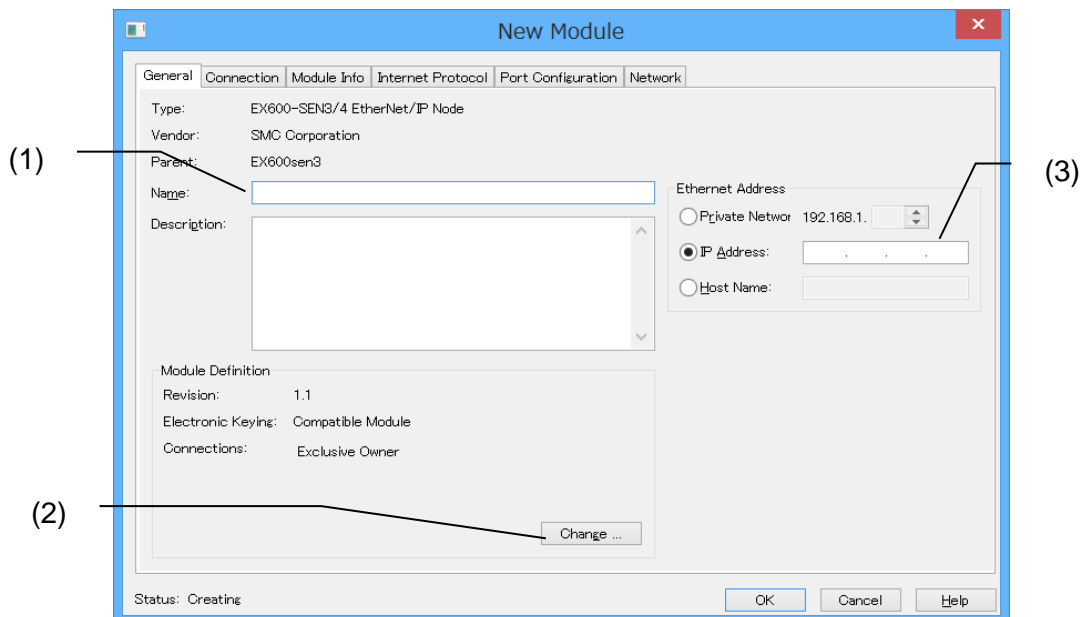 New Module
General Connection Module Info Internet Protocol Port Configuration Network
Type: EX600-SEN3/4 EtherNet/IP Node
Vendor: SMC Corporation
(1)
Parent: EX600sen3
(3)
Name:
Ethernet Address
Description:
Private Networ 192.168.1.
IP Address: . . .
Host Name:
Module Definition
Revision: 1.1
Electronic Keying: Compatible Module
Connections: Exclusive Owner
(2)
Change ...
Status: Creating
OK Cancel Help